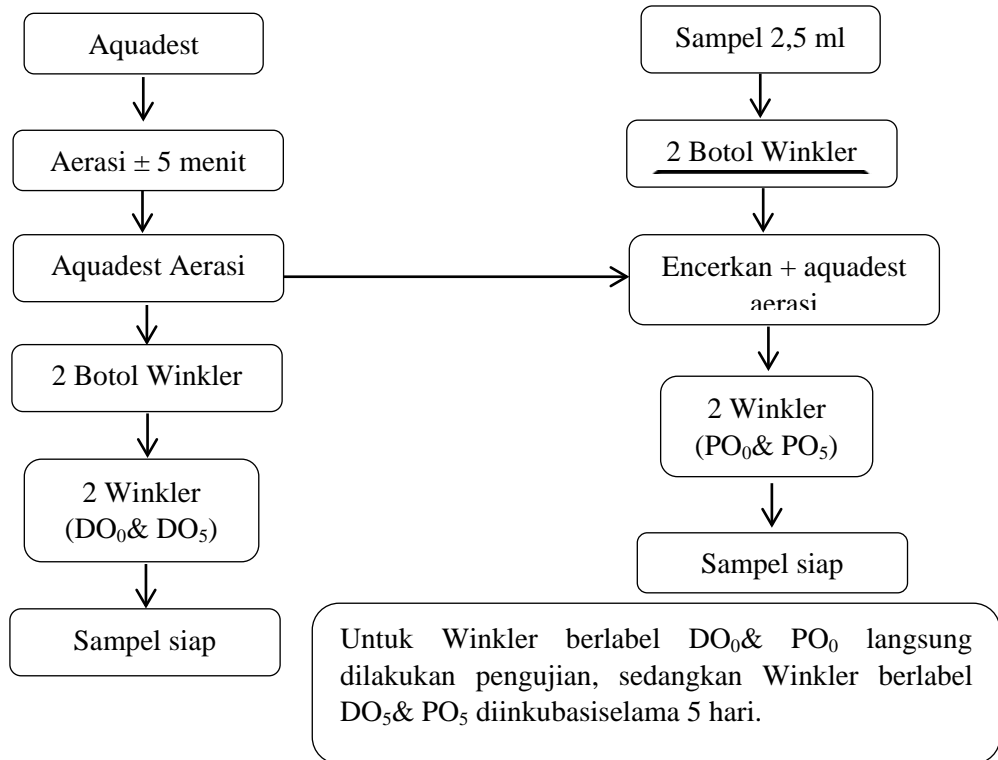 Aquadest
Aerasi ± 5 menit
Aquadest Aerasi
2 Botol Winkler
2 Winkler
(DO₀& DO₅)
Sampel siap
Sampel 2,5 ml
2 Botol Winkler
Encerkan + aquadest
aerasi
2 Winkler
(PO₀& PO₅)
Sampel siap
Untuk Winkler berlabel DO₀& PO₀ langsung
dilakukan pengujian, sedangkan Winkler berlabel
DO₅& PO₅ diinkubasiselama 5 hari.